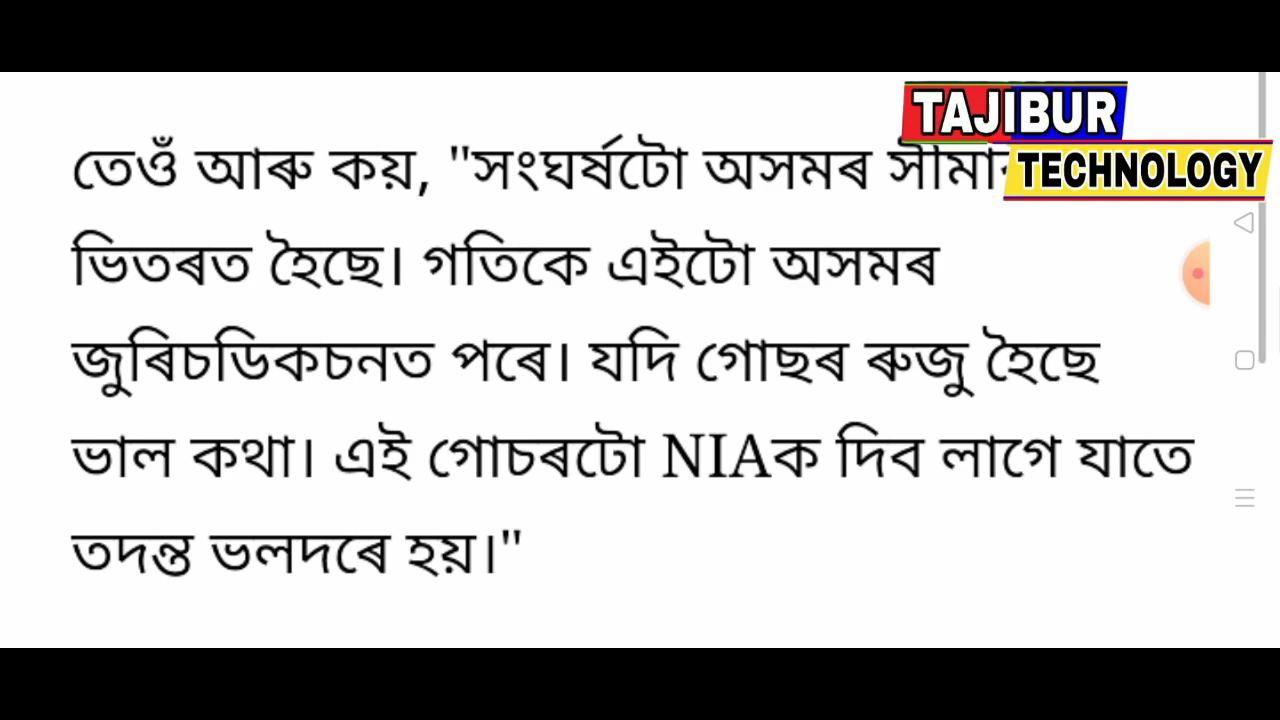 TAJIBUR
TECHNOLOGY
তেওঁ আৰু কয়, "সংঘৰ্ষটো অসমৰ
ভিতৰত হৈছে। গতিকে এইটো অসমৰ
জুৰিচডিকচনত পৰে। যদি গোছৰ ৰুজু হৈছে
ভাল কথা। এই গোচৰটো NIAক দিব লাগে যাতে
তদন্ত ভলদৰে হয়।"